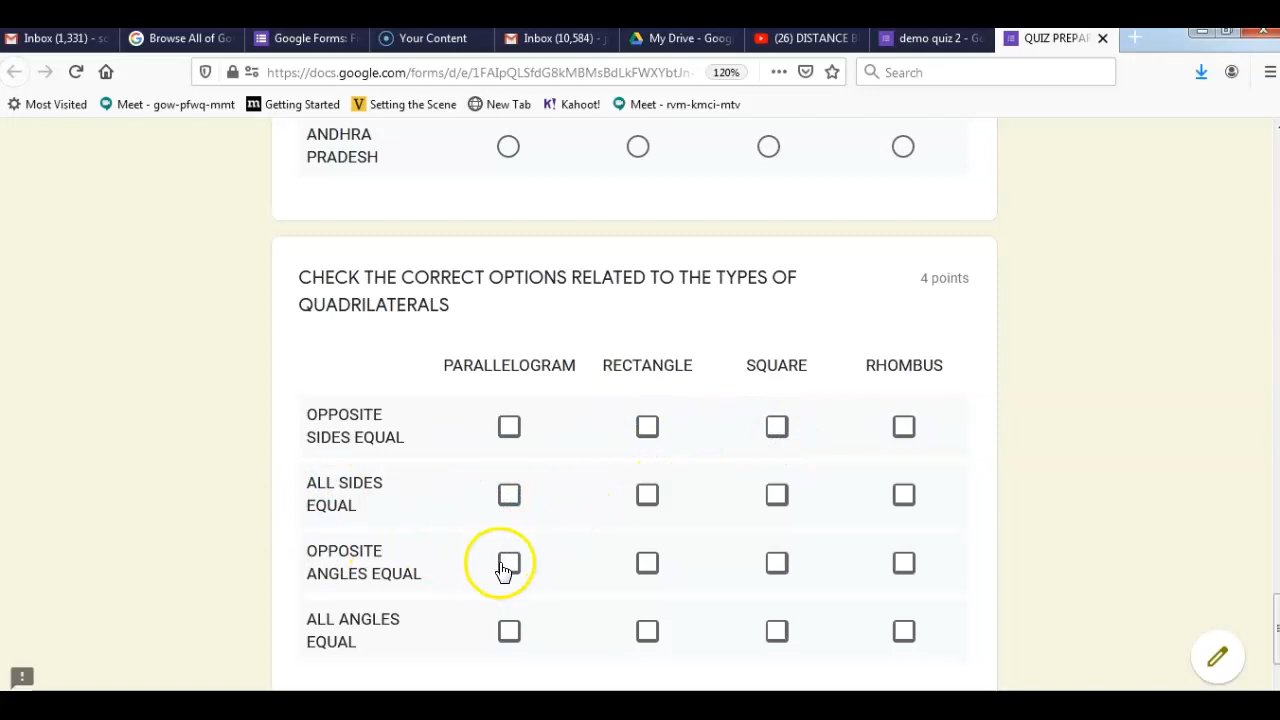 Inbox (1,331) - sc
Browse All of Go
Google Forms: F
Your Content
Inbox (10,584) - j
My Drive - Goog
(26) DISTANCE B
demo quiz 2 - G
QUIZ PREPAR
https://docs.google.com/forms/d/e/1FAIpQLSfdG8kMBMsBdLkFWXYbtJn-
120%
Search
Most Visited
Meet - gow-pfwq-mmt
Getting Started
Setting the Scene
New Tab
Kahoot!
Meet - rvm-kmci-mtv
ANDHRA
PRADESH
CHECK THE CORRECT OPTIONS RELATED TO THE TYPES OF 4 points
QUADRILATERALS
PARALLELOGRAM RECTANGLE SQUARE RHOMBUS
OPPOSITE
SIDES EQUAL
ALL SIDES
EQUAL
OPPOSITE
ANGLES EQUAL
ALL ANGLES
EQUAL